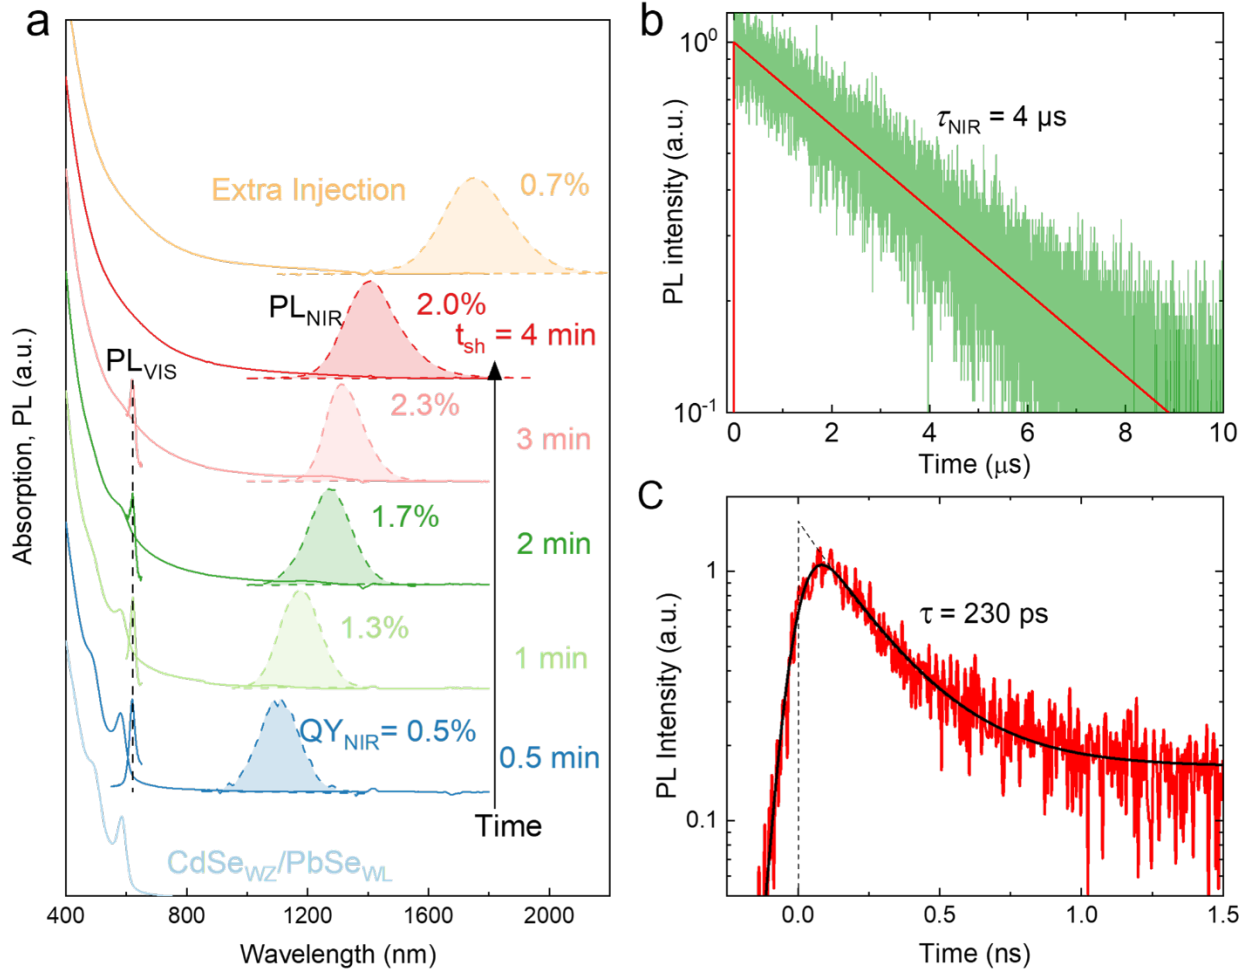 a
Absorption, PL (a.u.)
Extra Injection
0.7%
PL_NIR
2.0%
t_sh = 4 min
PL_VIS
2.3%
3 min
1.7%
2 min
1.3%
1 min
QY_NIR = 0.5%
0.5 min
Time
CdSe_WZ/PbSe_WL
400 800 1200 1600 2000
Wavelength (nm)
b
PL intensity (a.u.)
10^0
10^-1
τ_NIR = 4 µs
0 2 4 6 8 10
Time (µs)
C
PL Intensity (a.u.)
1
0.1
τ = 230 ps
0.0 0.5 1.0 1.5
Time (ns)